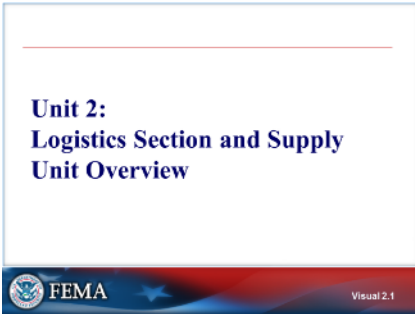 Unit 2:
Logistics Section and Supply
Unit Overview
FEMA
Visual 2.1